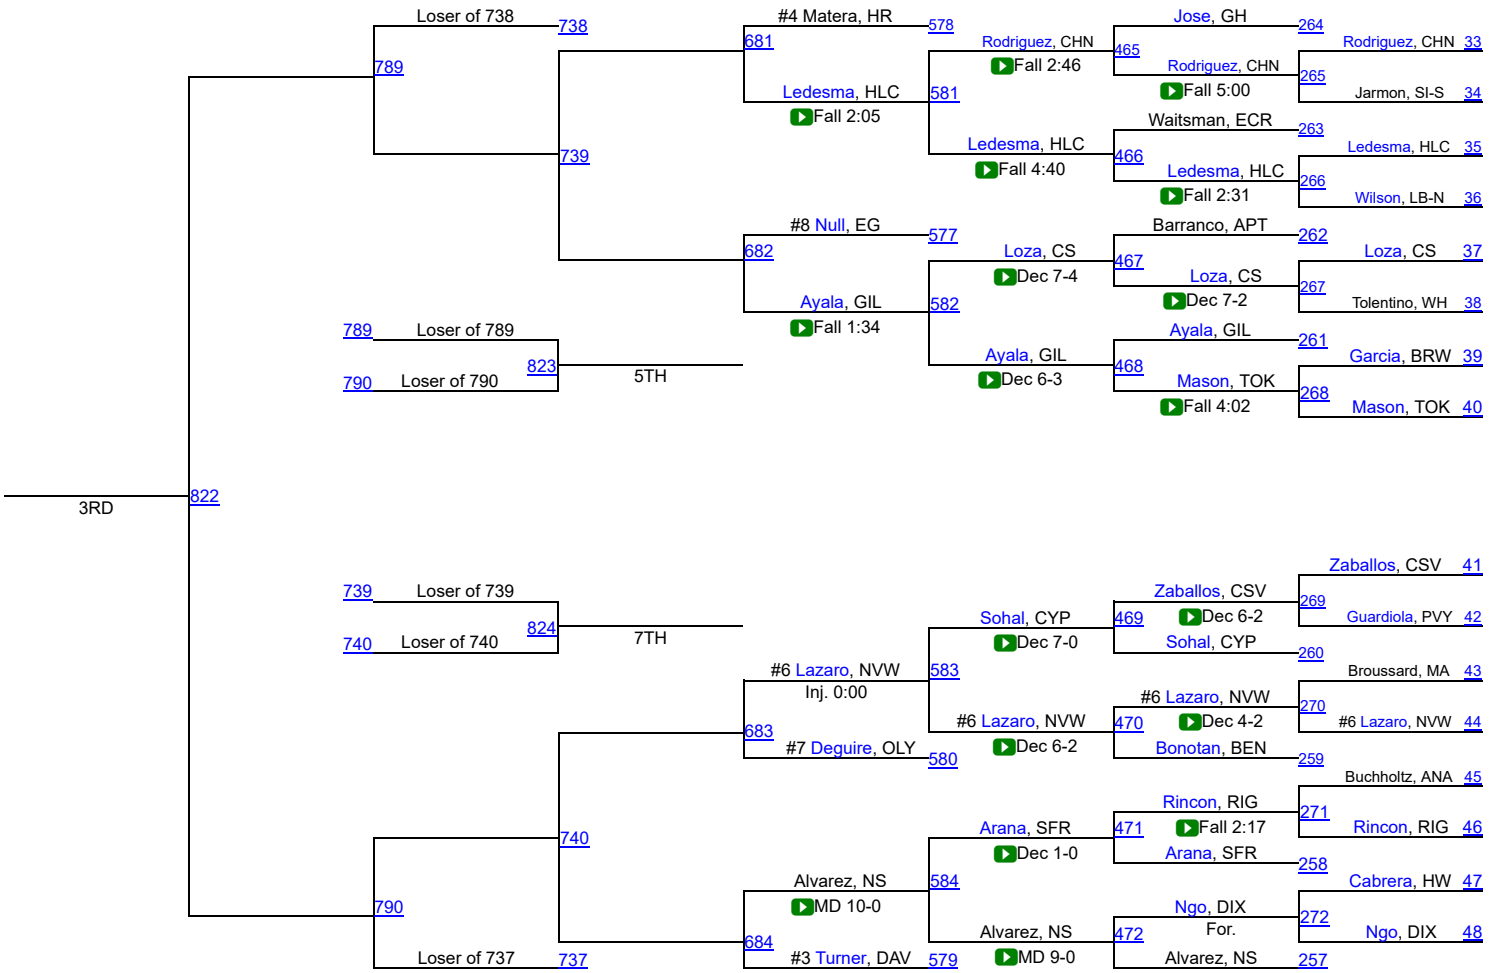 Loser of 738 738 #4 Matera, HR 578 Jose, GH 264
681 Rodriguez, CHN 465 Rodriguez, CHN 33
789 Fall 2:46 Rodriguez, CHN 265
Ledesma, HLC 581 Fall 5:00 Jarmon, SI-S 34
Fall 2:05 Waitsman, ECR 263
739 Ledesma, HLC 466 Ledesma, HLC 35
Fall 4:40 Ledesma, HLC 266
Fall 2:31 Wilson, LB-N 36
#8 Null, EG 577 Barranco, APT 262
682 Loza, CS 467 Loza, CS 37
Dec 7-4 Loza, CS 267
Ayala, GIL 582 Dec 7-2 Tolentino, WH 38
789 Loser of 789 Fall 1:34 Ayala, GIL 261
823 5TH Ayala, GIL 468 Garcia, BRW 39
790 Loser of 790 Dec 6-3 Mason, TOK 268
Fall 4:02 Mason, TOK 40
822
3RD
Zaballos, CSV 41
739 Loser of 739 Zaballos, CSV 269
824 7TH Sohal, CYP 469 Dec 6-2 Guardiola, PVY 42
740 Loser of 740 Dec 7-0 Sohal, CYP 260
#6 Lazaro, NVW 583 Broussard, MA 43
Inj. 0:00 #6 Lazaro, NVW 270
683 #6 Lazaro, NVW 470 Dec 4-2 #6 Lazaro, NVW 44
#7 Deguire, OLY 580 Dec 6-2 Bonotan, BEN 259
Buchholtz, ANA 45
Rincon, RIG 271
740 Arana, SFR 471 Fall 2:17 Rincon, RIG 46
Dec 1-0 Arana, SFR 258
Alvarez, NS 584 Cabrera, HW 47
790 MD 10-0 Ngo, DIX 272
684 Alvarez, NS 472 For. Ngo, DIX 48
Loser of 737 737 #3 Turner, DAV 579 MD 9-0 Alvarez, NS 257